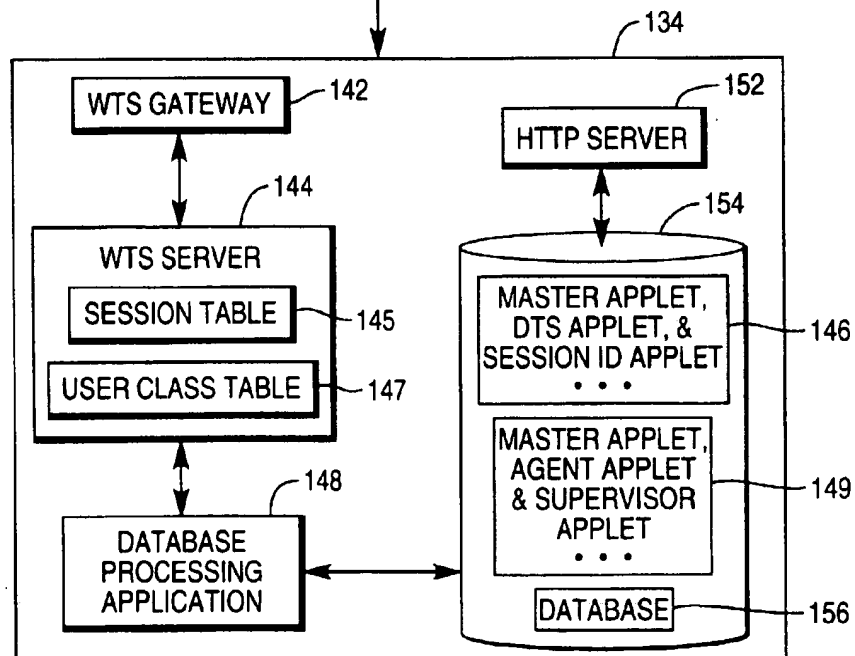 134
WTS GATEWAY
142
152
HTTP SERVER
144
154
WTS SERVER
SESSION TABLE
145
USER CLASS TABLE
147
MASTER APPLET,
DTS APPLET, &
SESSION ID APPLET
• • •
146
MASTER APPLET,
AGENT APPLET
& SUPERVISOR
APPLET
• • •
149
148
DATABASE
PROCESSING
APPLICATION
DATABASE
156